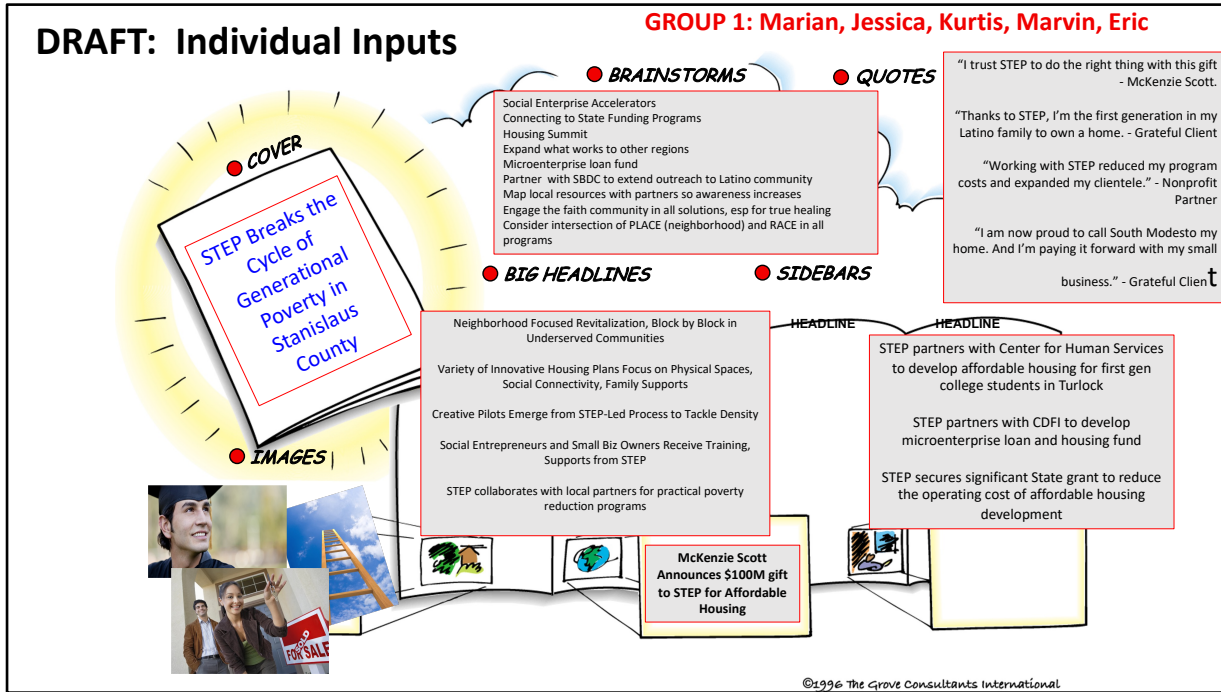 DRAFT: Individual Inputs
GROUP 1: Marian, Jessica, Kurtis, Marvin, Eric
BRAINSTORMS
Social Enterprise Accelerators
Connecting to State Funding Programs
Housing Summit
Expand what works to other regions
Microenterprise loan fund
Partner with SBDC to extend outreach to Latino community
Map local resources with partners so awareness increases
Engage the faith community in all solutions, esp for true healing
Consider intersection of PLACE (neighborhood) and RACE in all
programs
QUOTES
"I trust STEP to do the right thing with this gift
- McKenzie Scott.
"Thanks to STEP, I'm the first generation in my
Latino family to own a home. - Grateful Client
"Working with STEP reduced my program
costs and expanded my clientele." - Nonprofit
Partner
"I am now proud to call South Modesto my
home. And I'm paying it forward with my small
business." - Grateful Client
COVER
STEP Breaks the
Cycle of
Generational
Poverty in
Stanislaus
County
BIG HEADLINES
Neighborhood Focused Revitalization, Block by Block in
Underserved Communities
Variety of Innovative Housing Plans Focus on Physical Spaces,
Social Connectivity, Family Supports
Creative Pilots Emerge from STEP-Led Process to Tackle Density
Social Entrepreneurs and Small Biz Owners Receive Training,
Supports from STEP
STEP collaborates with local partners for practical poverty
reduction programs
McKenzie Scott
Announces $100M gift
to STEP for Affordable
Housing
SIDEBARS
HEADLINE
HEADLINE
STEP partners with Center for Human Services
to develop affordable housing for first gen
college students in Turlock
STEP partners with CDFI to develop
microenterprise loan and housing fund
STEP secures significant State grant to reduce
the operating cost of affordable housing
development
IMAGES
SOLD
FOR SALE
©1996 The Grove Consultants International